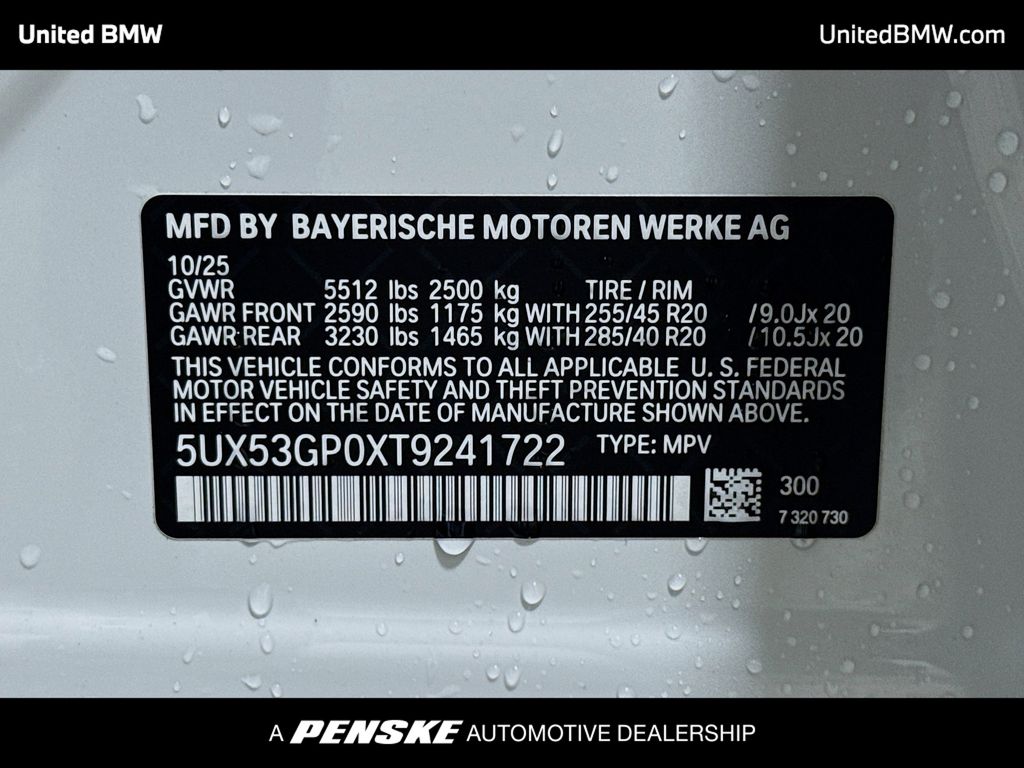 United BMW
UnitedBMW.com
MFD BY BAYERISCHE MOTOREN WERKE AG
10/25
GVWR 5512 lbs 2500 kg TIRE / RIM
GAWR FRONT 2590 lbs 1175 kg WITH 255/45 R20 /9.0Jx 20
GAWR REAR 3230 lbs 1465 kg WITH 285/40 R20 /10.5Jx 20
THIS VEHICLE CONFORMS TO ALL APPLICABLE U. S. FEDERAL
MOTOR VEHICLE SAFETY AND THEFT PREVENTION STANDARDS
IN EFFECT ON THE DATE OF MANUFACTURE SHOWN ABOVE.
5UX53GP0XT9241722 TYPE: MPV
300
7 320 730
A PENSKE AUTOMOTIVE DEALERSHIP